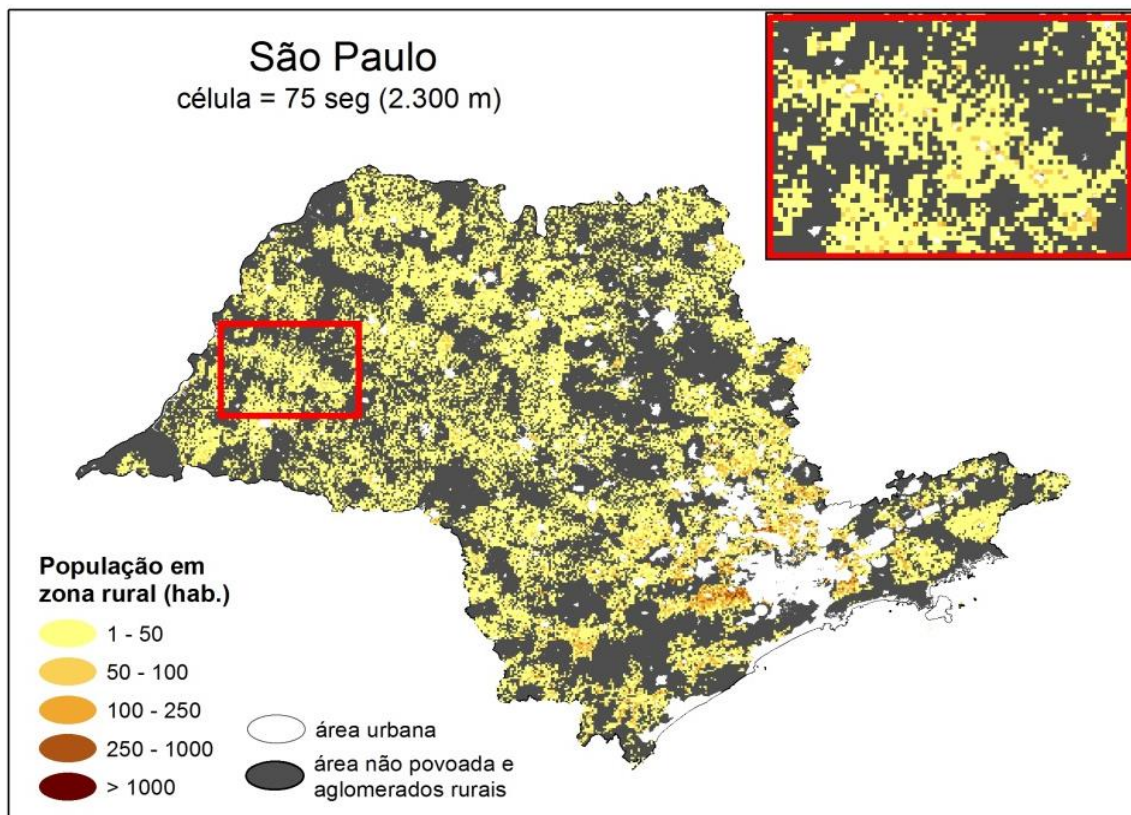 São Paulo
célula = 75 seg (2.300 m)
População em
zona rural (hab.)
1 - 50
50 - 100
100 - 250
250 - 1000
> 1000
área urbana
área não povoada e
aglomerados rurais